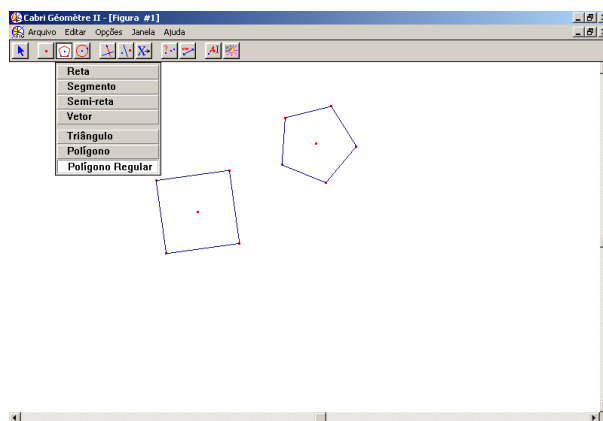 Cabri Géomètre II - [Figura #1]
Arquivo Editar Opções Janela Ajuda
X
?
AI
Reta
Segmento
Semi-reta
Vetor
Triângulo
Polígono
Polígono Regular